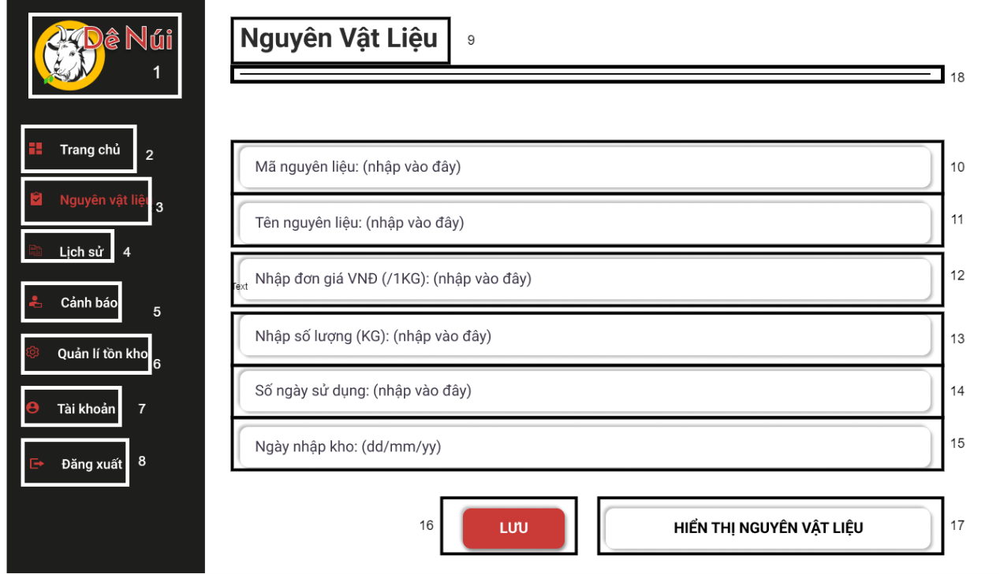 Dê Núi
1
Trang chủ
2
Nguyên vật liệu
3
Lịch sử
4
Cảnh báo
5
Quản lí tồn kho
6
Tài khoản
7
Đăng xuất
8
Nguyên Vật Liệu
9
18
Mã nguyên liệu: (nhập vào đây)
10
Tên nguyên liệu: (nhập vào đây)
11
Nhập đơn giá VNĐ (/1KG): (nhập vào đây)
12
Text
Nhập số lượng (KG): (nhập vào đây)
13
Số ngày sử dụng: (nhập vào đây)
14
Ngày nhập kho: (dd/mm/yy)
15
16
LƯU
HIỂN THỊ NGUYÊN VẬT LIỆU
17